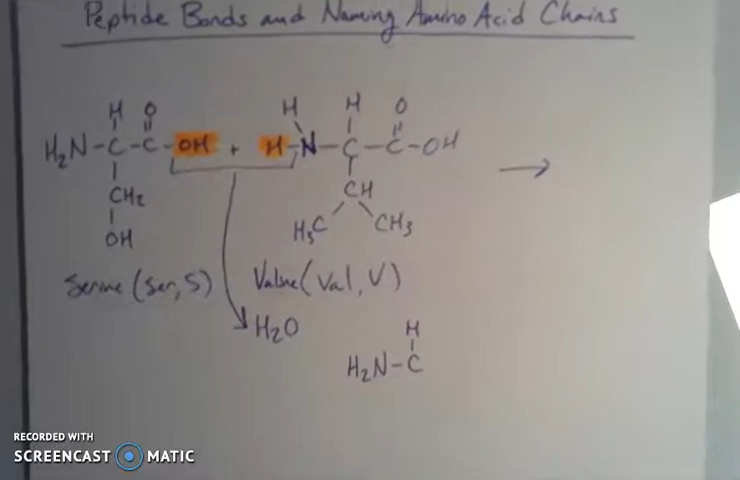 Peptide Bonds and Naming Amino Acid Chains
H O H H O
H₂N-C-C-OH + H-N-C-C-OH →
CH₂ CH
OH H₃C CH₃
Serine (Ser, S) Valine (Val, V)
H₂O
H
H₂N-C
RECORDED WITH
SCREENCAST MATIC